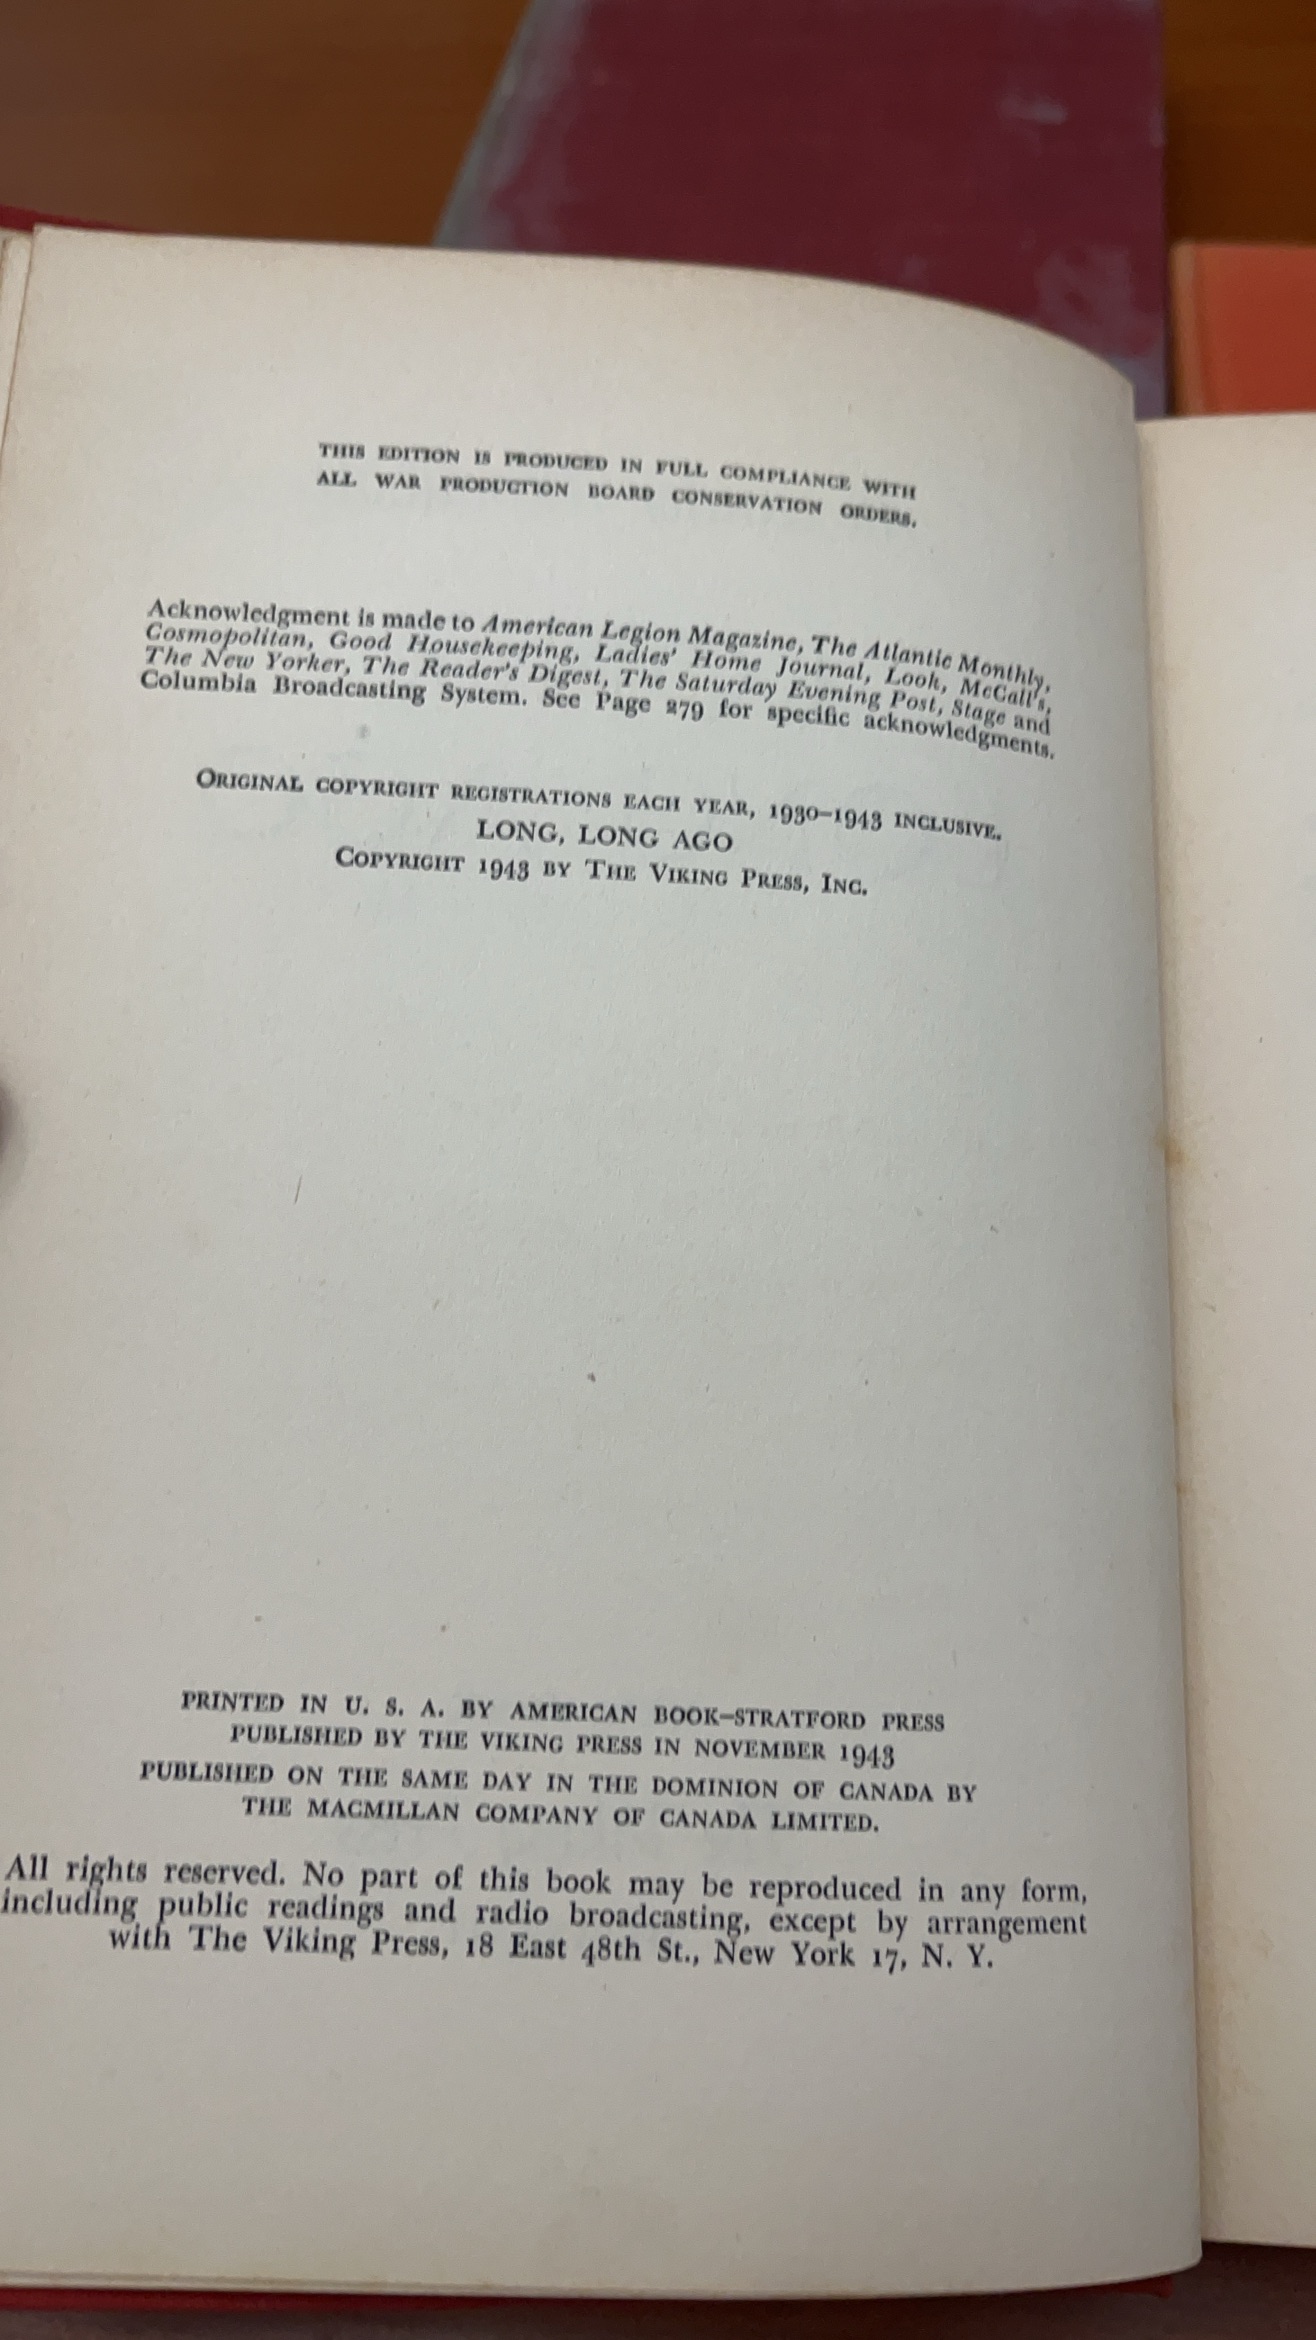 THIS EDITION IS PRODUCED IN FULL COMPLIANCE WITH
ALL WAR PRODUCTION BOARD CONSERVATION ORDERS.
Acknowledgment is made to American Legion Magazine, The Atlantic Monthly,
Cosmopolitan, Good Housekeeping, Ladies' Home Journal, Look, McCall's,
The New Yorker, The Reader's Digest, The Saturday Evening Post, Stage and
Columbia Broadcasting System. See Page 279 for specific acknowledgments.
ORIGINAL COPYRIGHT REGISTRATIONS EACH YEAR, 1930–1943 INCLUSIVE.
LONG, LONG AGO
COPYRIGHT 1943 BY THE VIKING PRESS, INC.
PRINTED IN U. S. A. BY AMERICAN BOOK–STRATFORD PRESS
PUBLISHED BY THE VIKING PRESS IN NOVEMBER 1943
PUBLISHED ON THE SAME DAY IN THE DOMINION OF CANADA BY
THE MACMILLAN COMPANY OF CANADA LIMITED.
All rights reserved. No part of this book may be reproduced in any form,
including public readings and radio broadcasting, except by arrangement
with The Viking Press, 18 East 48th St., New York 17, N. Y.